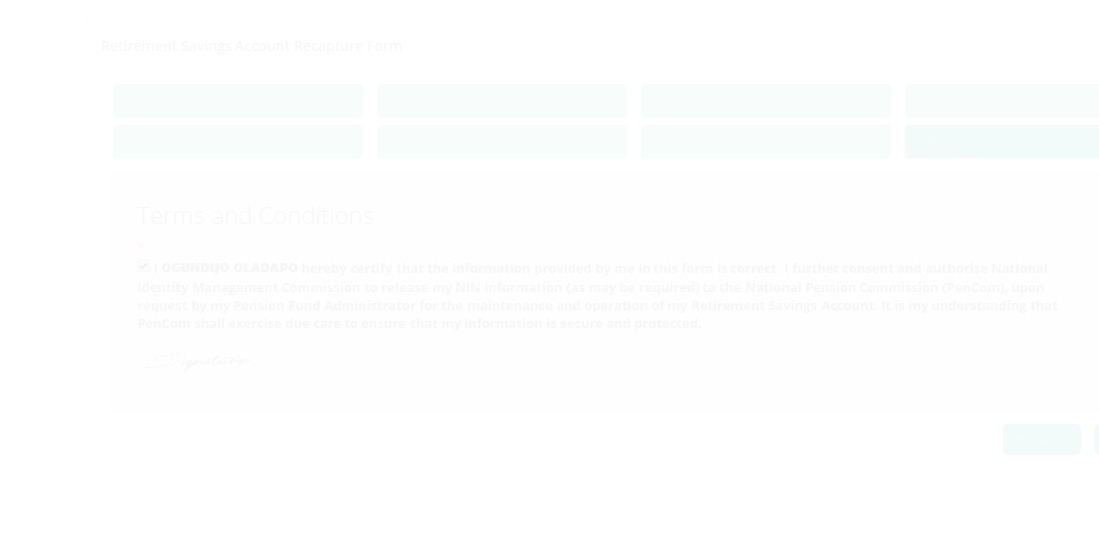 Retirement Savings Account Recapture Form
Terms and Conditions
*
I OGUNDIJO OLADAPO hereby certify that the information provided by me in this form is correct. I further consent and authorise National
Identity Management Commission to release my NIN information (as may be required) to the National Pension Commission (PenCom), upon
request by my Pension Fund Administrator for the maintenance and operation of my Retirement Savings Account. It is my understanding that
PenCom shall exercise due care to ensure that my information is secure and protected.
Signature